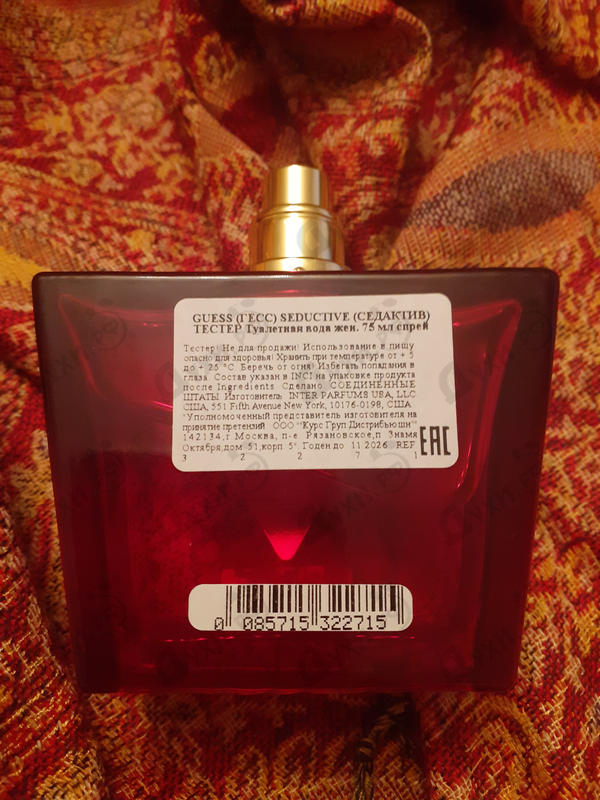 GUESS (ГЕСС) SEDUCTIVE (СЕДАКТИВ)
ТЕСТЕР Туалетная вода жен. 75 мл спрей
Тестер! Не для продажи! Использование в пищу
опасно для здоровья! Хранить при температуре от + 5
до + 25 °С. Беречь от огня! Избегать попадания в
глаза. Состав указан в INCI на упаковке продукта
после Ingredients. Сделано: СОЕДИНЕННЫЕ
ШТАТЫ Изготовитель: INTER PARFUMS USA, LLC
США, 551 Fifth Avenue New York, 10176-0198, США
"Уполномоченный представитель изготовителя на
принятие претензий: ООО "Курс Груп Дистрибьюшн"
142134,г Москва, п-е Рязановское,п Знамя
Октября,дом 51,корп 5" Годен до: 11.2026 REF
3 2 2 7 1
EAC
0 085715 322715